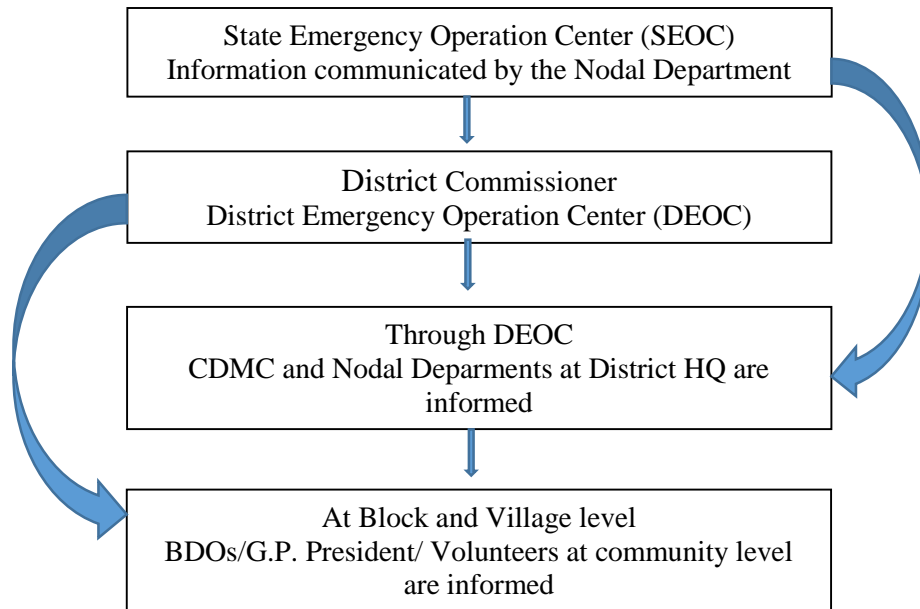 State Emergency Operation Center (SEOC)
Information communicated by the Nodal Department
District Commissioner
District Emergency Operation Center (DEOC)
Through DEOC
CDMC and Nodal Deparments at District HQ are
informed
At Block and Village level
BDOs/G.P. President/ Volunteers at community level
are informed